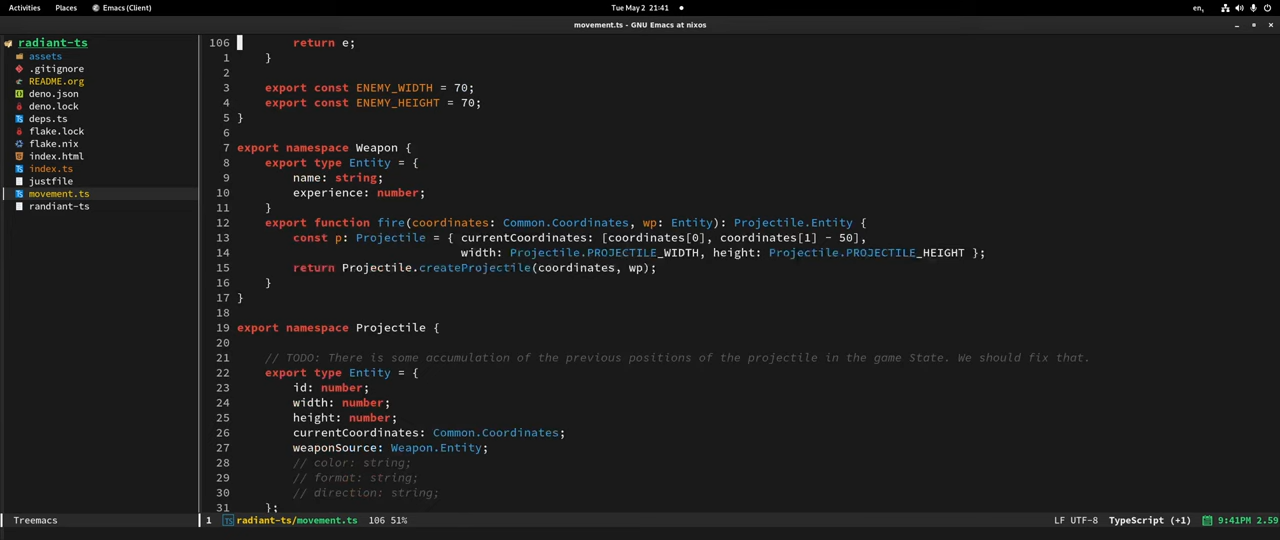 Activities Places Emacs (Client) Tue May 2 21:41 en,
movement.ts - GNU Emacs at nixos
radiant-ts
assets
.gitignore
README.org
deno.json
deno.lock
deps.ts
flake.lock
flake.nix
index.html
index.ts
justfile
movement.ts
randiant-ts
106 return e;
1 }
2
3 export const ENEMY_WIDTH = 70;
4 export const ENEMY_HEIGHT = 70;
5 }
6
7 export namespace Weapon {
8 export type Entity = {
9 name: string;
10 experience: number;
11 }
12 export function fire(coordinates: Common.Coordinates, wp: Entity): Projectile.Entity {
13 const p: Projectile = { currentCoordinates: [coordinates[0], coordinates[1] - 50],
14 width: Projectile.PROJECTILE_WIDTH, height: Projectile.PROJECTILE_HEIGHT };
15 return Projectile.createProjectile(coordinates, wp);
16 }
17 }
18
19 export namespace Projectile {
20
21 // TODO: There is some accumulation of the previous positions of the projectile in the game State. We should fix that.
22 export type Entity = {
23 id: number;
24 width: number;
25 height: number;
26 currentCoordinates: Common.Coordinates;
27 weaponSource: Weapon.Entity;
28 // color: string;
29 // format: string;
30 // direction: string;
31 };
Treemacs 1 TS radiant-ts/movement.ts 106 51% LF UTF-8 TypeScript (+1) 9:41PM 2.59